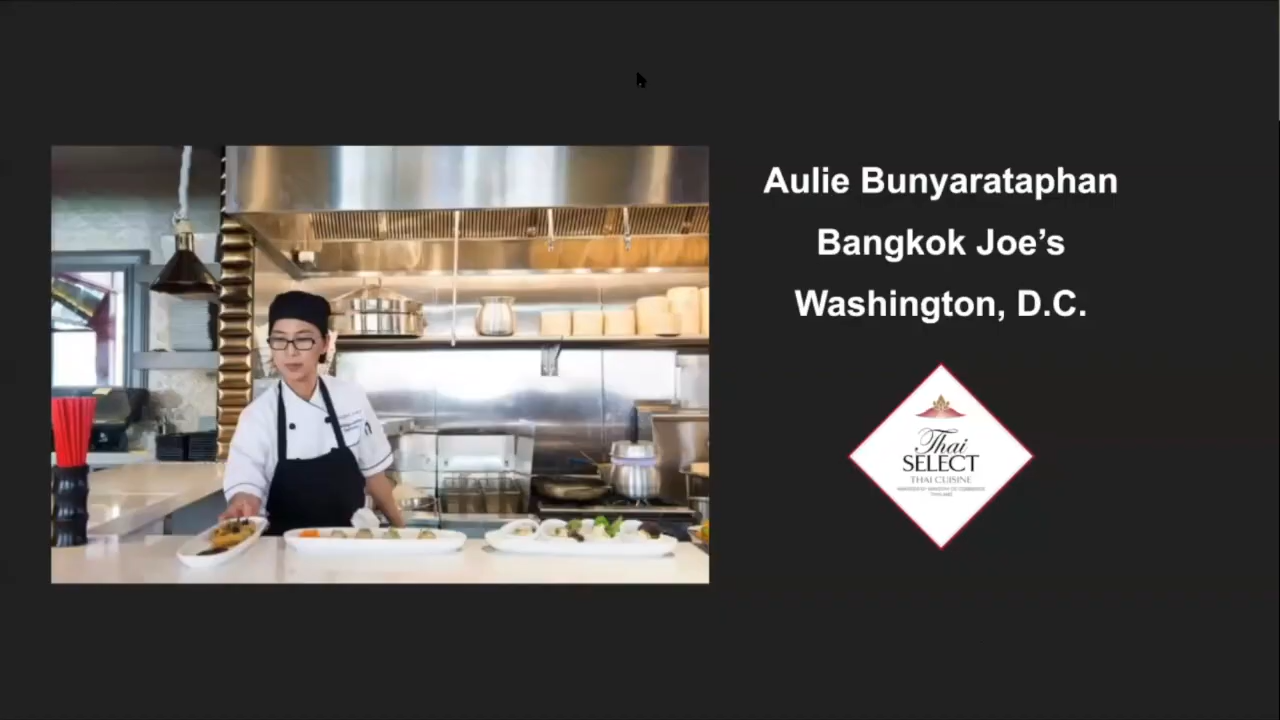 Aulie Bunyarataphan
Bangkok Joe’s
Washington, D.C.
Thai
SELECT
THAI CUISINE